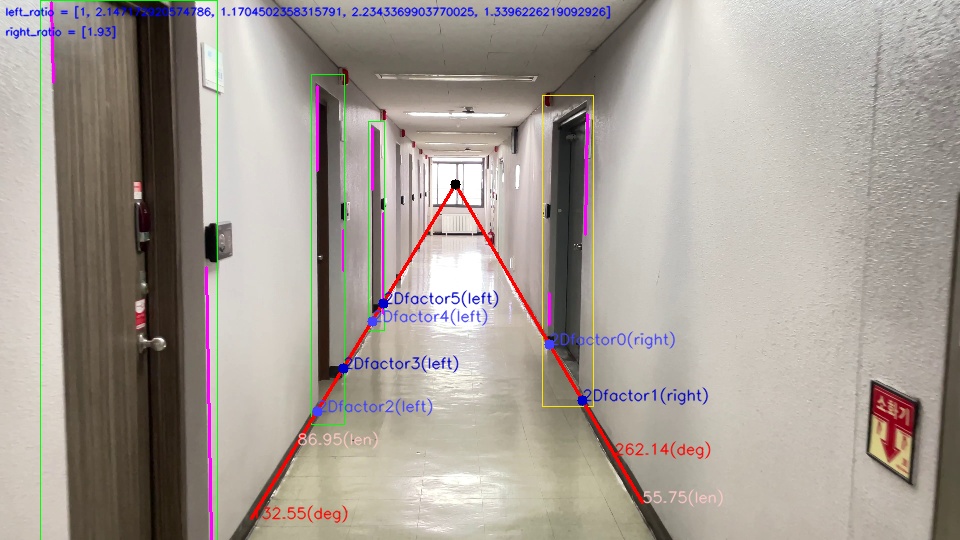 left_ratio = [1, 2.147175920574786, 1.1704502358315791, 2.2343369903770025, 1.3396226219092926]
right_ratio = [1.93]
2Dfactor5(left)
2Dfactor4(left)
2Dfactor0(right)
2Dfactor3(left)
2Dfactor1(right)
2Dfactor2(left)
86.95(len)
262.14(deg)
55.75(len)
32.55(deg)
소화기